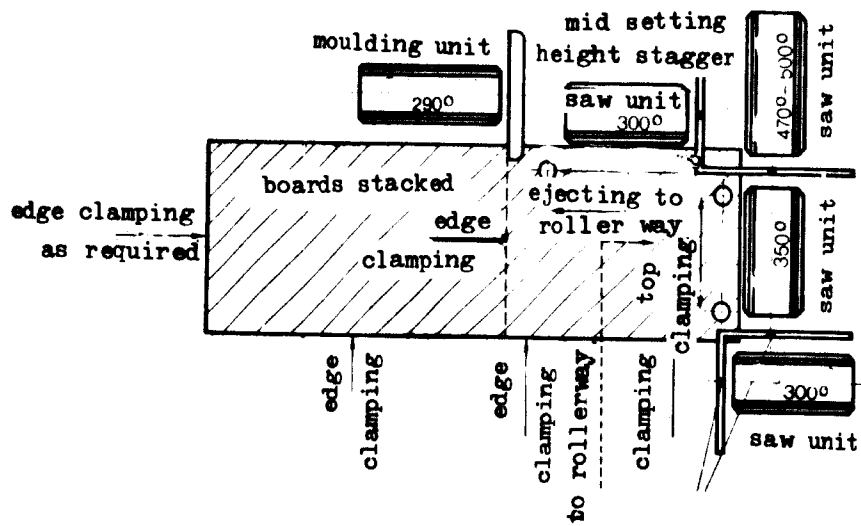 mid setting
height stagger
moulding unit
290°
saw unit
300°
470°-500°
saw unit
boards stacked
edge clamping
as required
edge
clamping
ejecting to
roller way
top
clamping
350°
saw unit
300°
saw unit
edge
clamping
edge
clamping
to rollerway
clamping